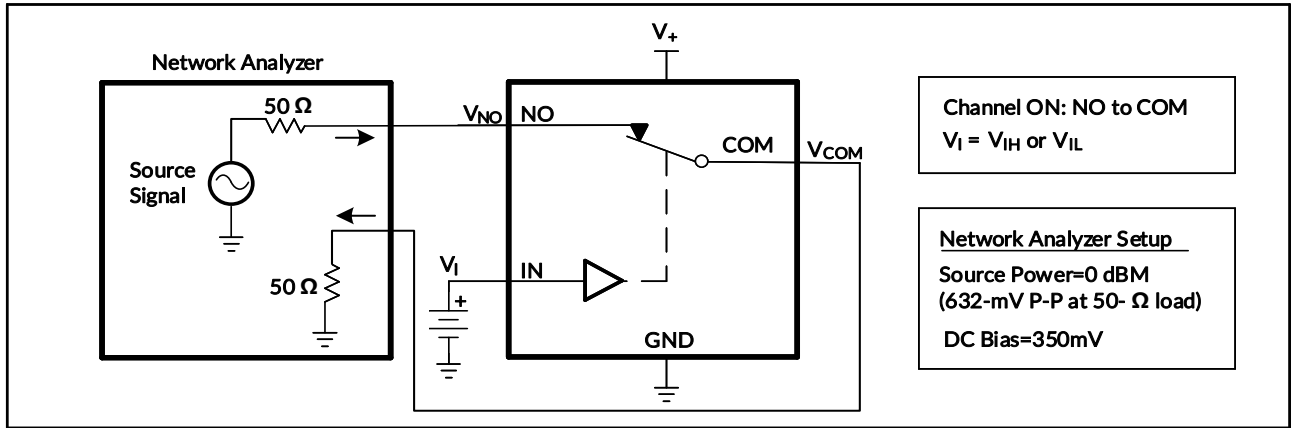 V+
Network Analyzer
50 Ω
VNO
NO
COM
VCOM
Source
Signal
50 Ω
VI
IN
+
GND
Channel ON: NO to COM
VI = VIH or VIL
Network Analyzer Setup
Source Power=0 dBM
(632-mV P-P at 50- Ω load)
DC Bias=350mV